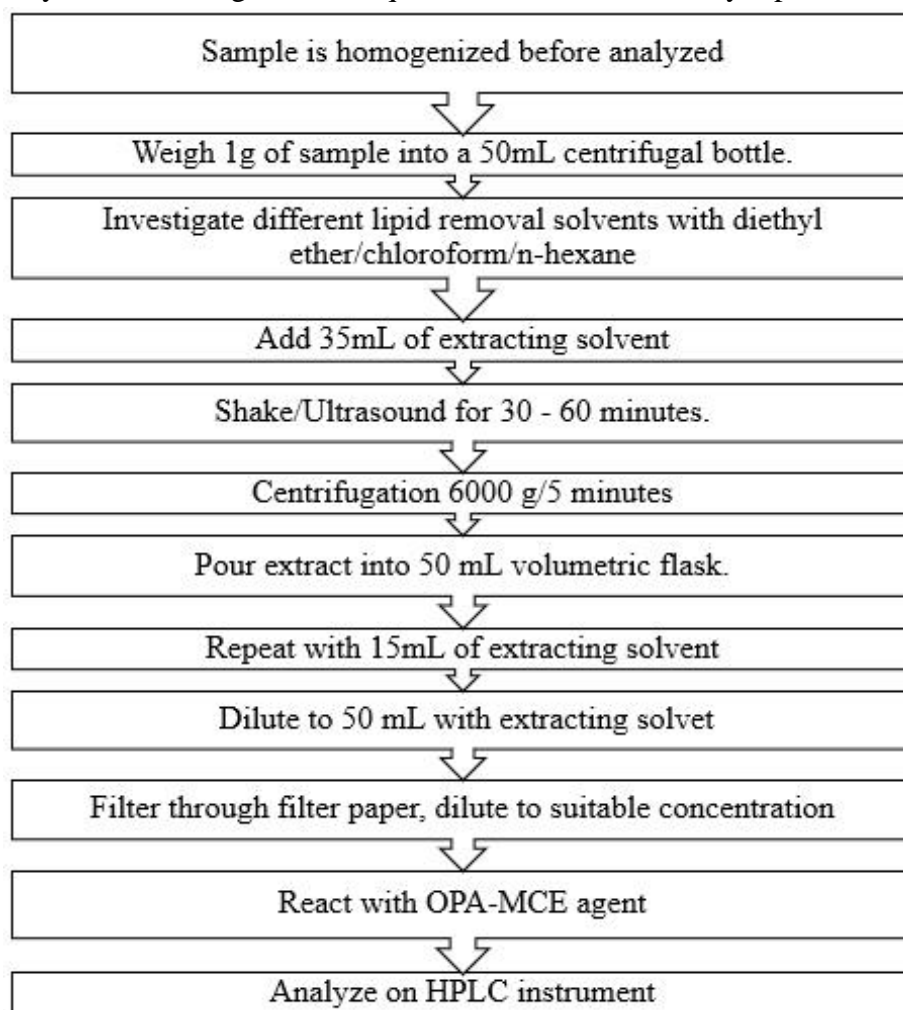 Sample is homogenized before analyzed
Weigh 1g of sample into a 50mL centrifugal bottle.
Investigate different lipid removal solvents with diethyl
ether/chloroform/n-hexane
Add 35mL of extracting solvent
Shake/Ultrasound for 30 - 60 minutes.
Centrifugation 6000 g/5 minutes
Pour extract into 50 mL volumetric flask.
Repeat with 15mL of extracting solvent
Dilute to 50 mL with extracting solvet
Filter through filter paper, dilute to suitable concentration
React with OPA-MCE agent
Analyze on HPLC instrument